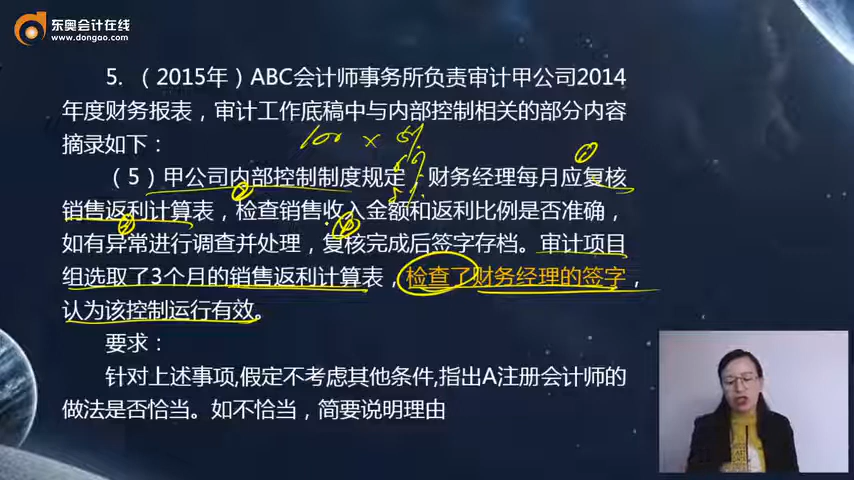 东奥会计在线
www.dongao.com
5. （2015年）ABC会计师事务所负责审计甲公司2014
年度财务报表，审计工作底稿中与内部控制相关的部分内容
摘录如下：
100 × 5%
（5）甲公司内部控制制度规定，财务经理每月应复核
销售返利计算表，检查销售收入金额和返利比例是否准确，
如有异常进行调查并处理，复核完成后签字存档。审计项目
组选取了3个月的销售返利计算表，检查了财务经理的签字，
认为该控制运行有效。
要求：
针对上述事项,假定不考虑其他条件,指出A注册会计师的
做法是否恰当。如不恰当，简要说明理由